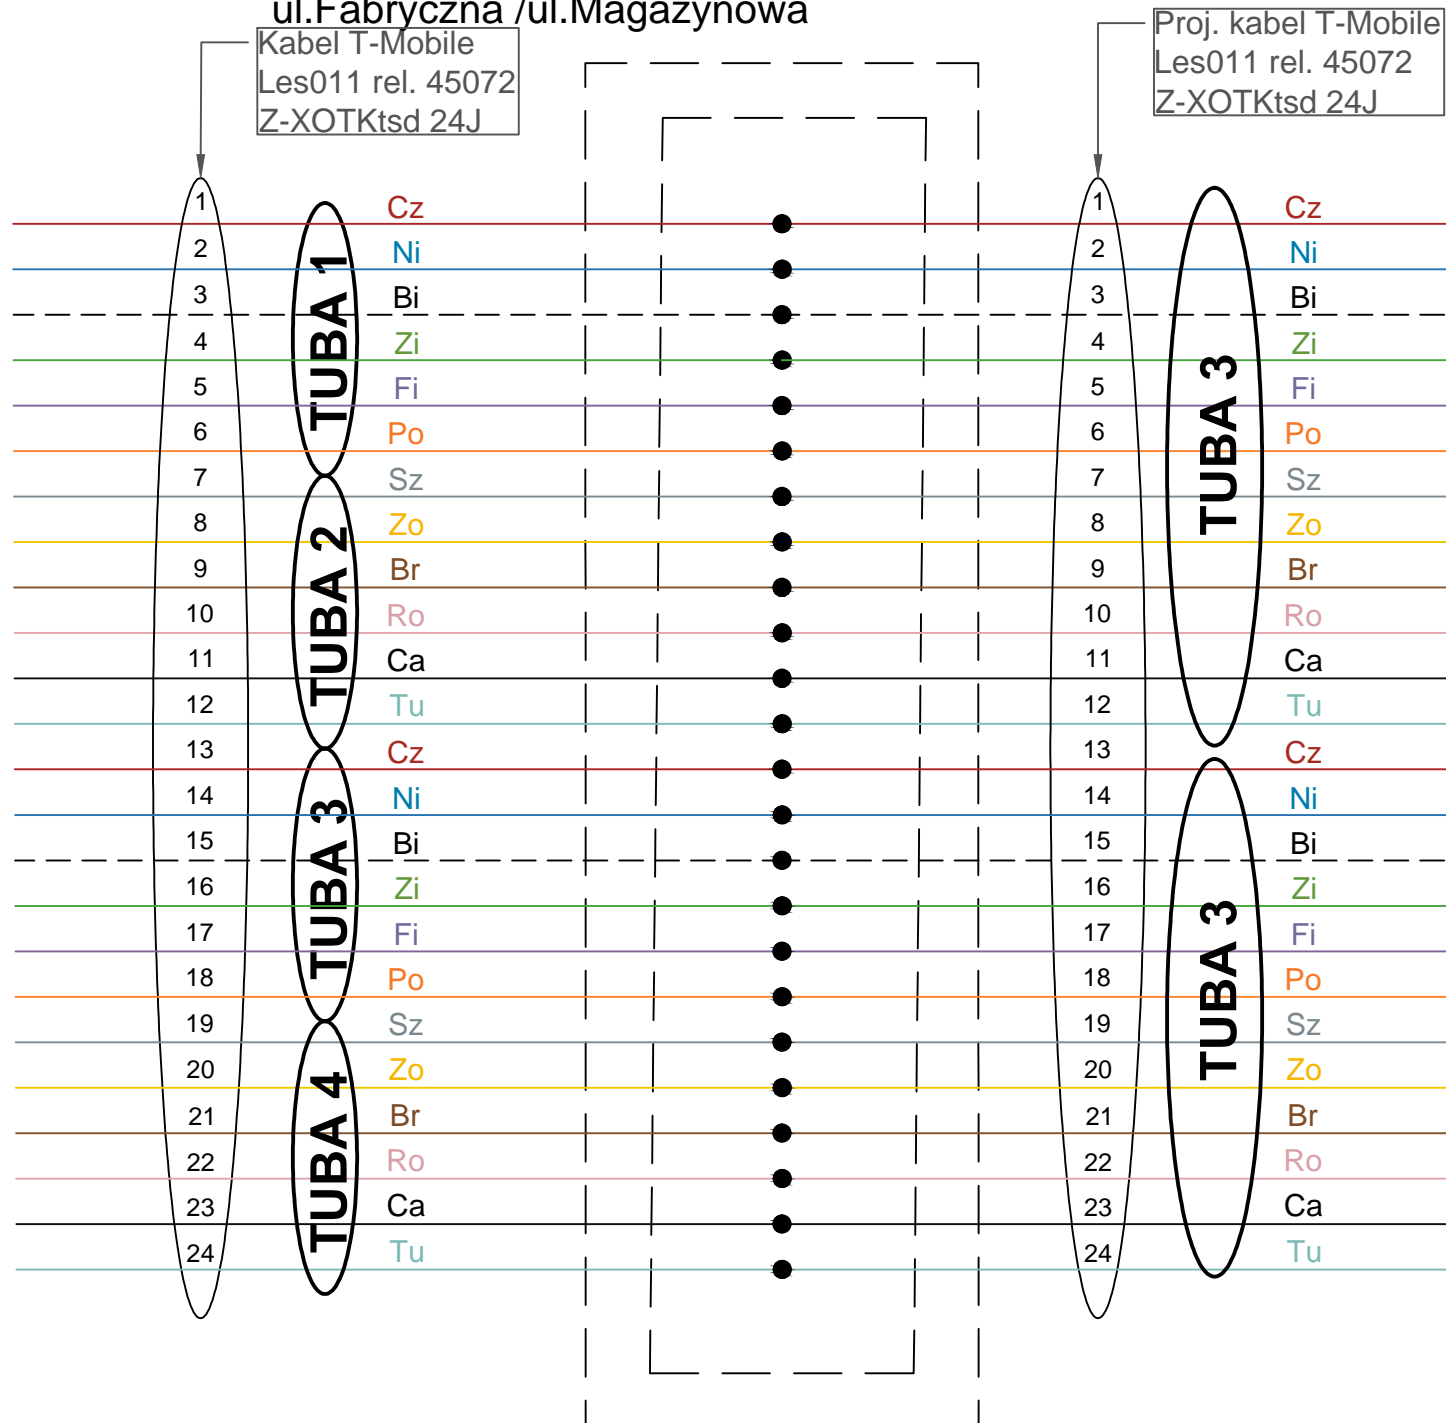 ul.Fabryczna /ul.Magazynowa
Kabel T-Mobile
Les011 rel. 45072
Z-XOTKtsd 24J
Proj. kabel T-Mobile
Les011 rel. 45072
Z-XOTKtsd 24J
1 Cz 1 Cz
2 Ni 2 Ni
3 Bi 3 Bi
4 Zi 4 Zi
5 Fi 5 Fi
6 Po 6 Po
7 Sz 7 Sz
8 Zo 8 Zo
9 Br 9 Br
10 Ro 10 Ro
11 Ca 11 Ca
12 Tu 12 Tu
13 Cz 13 Cz
14 Ni 14 Ni
15 Bi 15 Bi
16 Zi 16 Zi
17 Fi 17 Fi
18 Po 18 Po
19 Sz 19 Sz
20 Zo 20 Zo
21 Br 21 Br
22 Ro 22 Ro
23 Ca 23 Ca
24 Tu 24 Tu
TUBA 1
TUBA 2
TUBA 3
TUBA 4
TUBA 3
TUBA 3